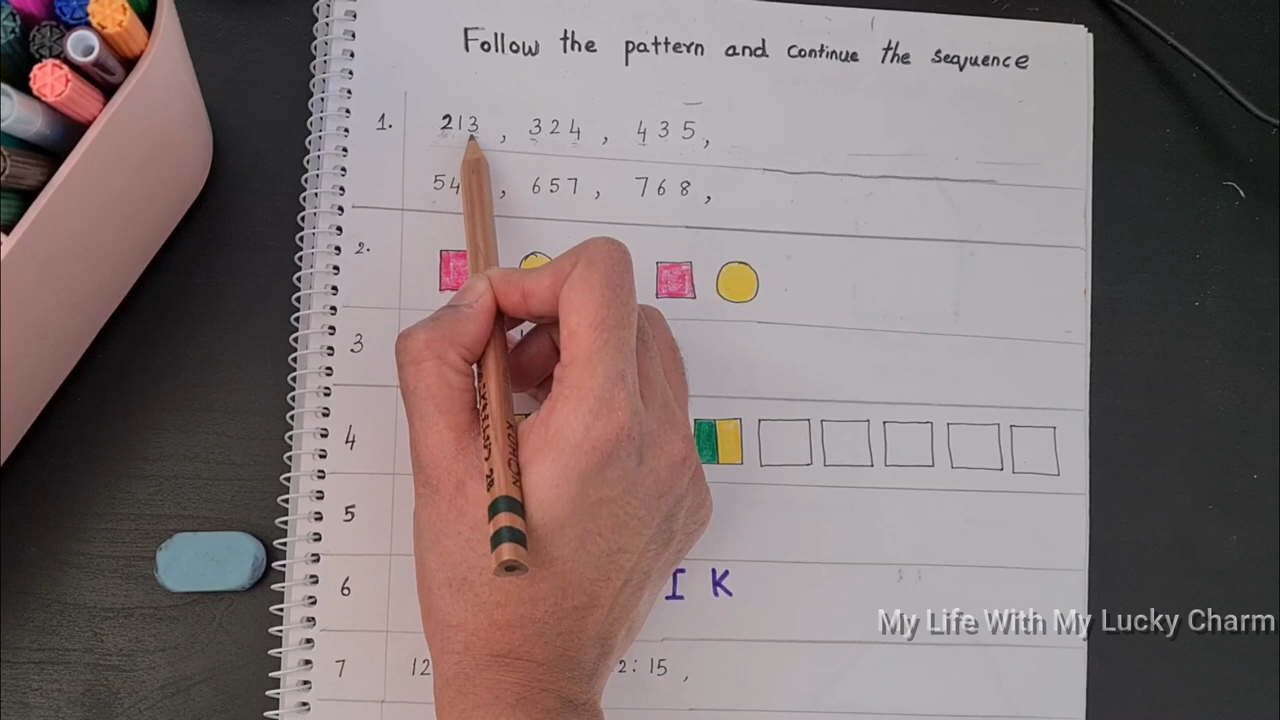 Follow the pattern and continue the sequence
1. 213 , 324 , 435 ,
54 , 657 , 768 ,
2.
3
4
5
6 I K
7 12 2:15 ,
My Life With My Lucky Charm